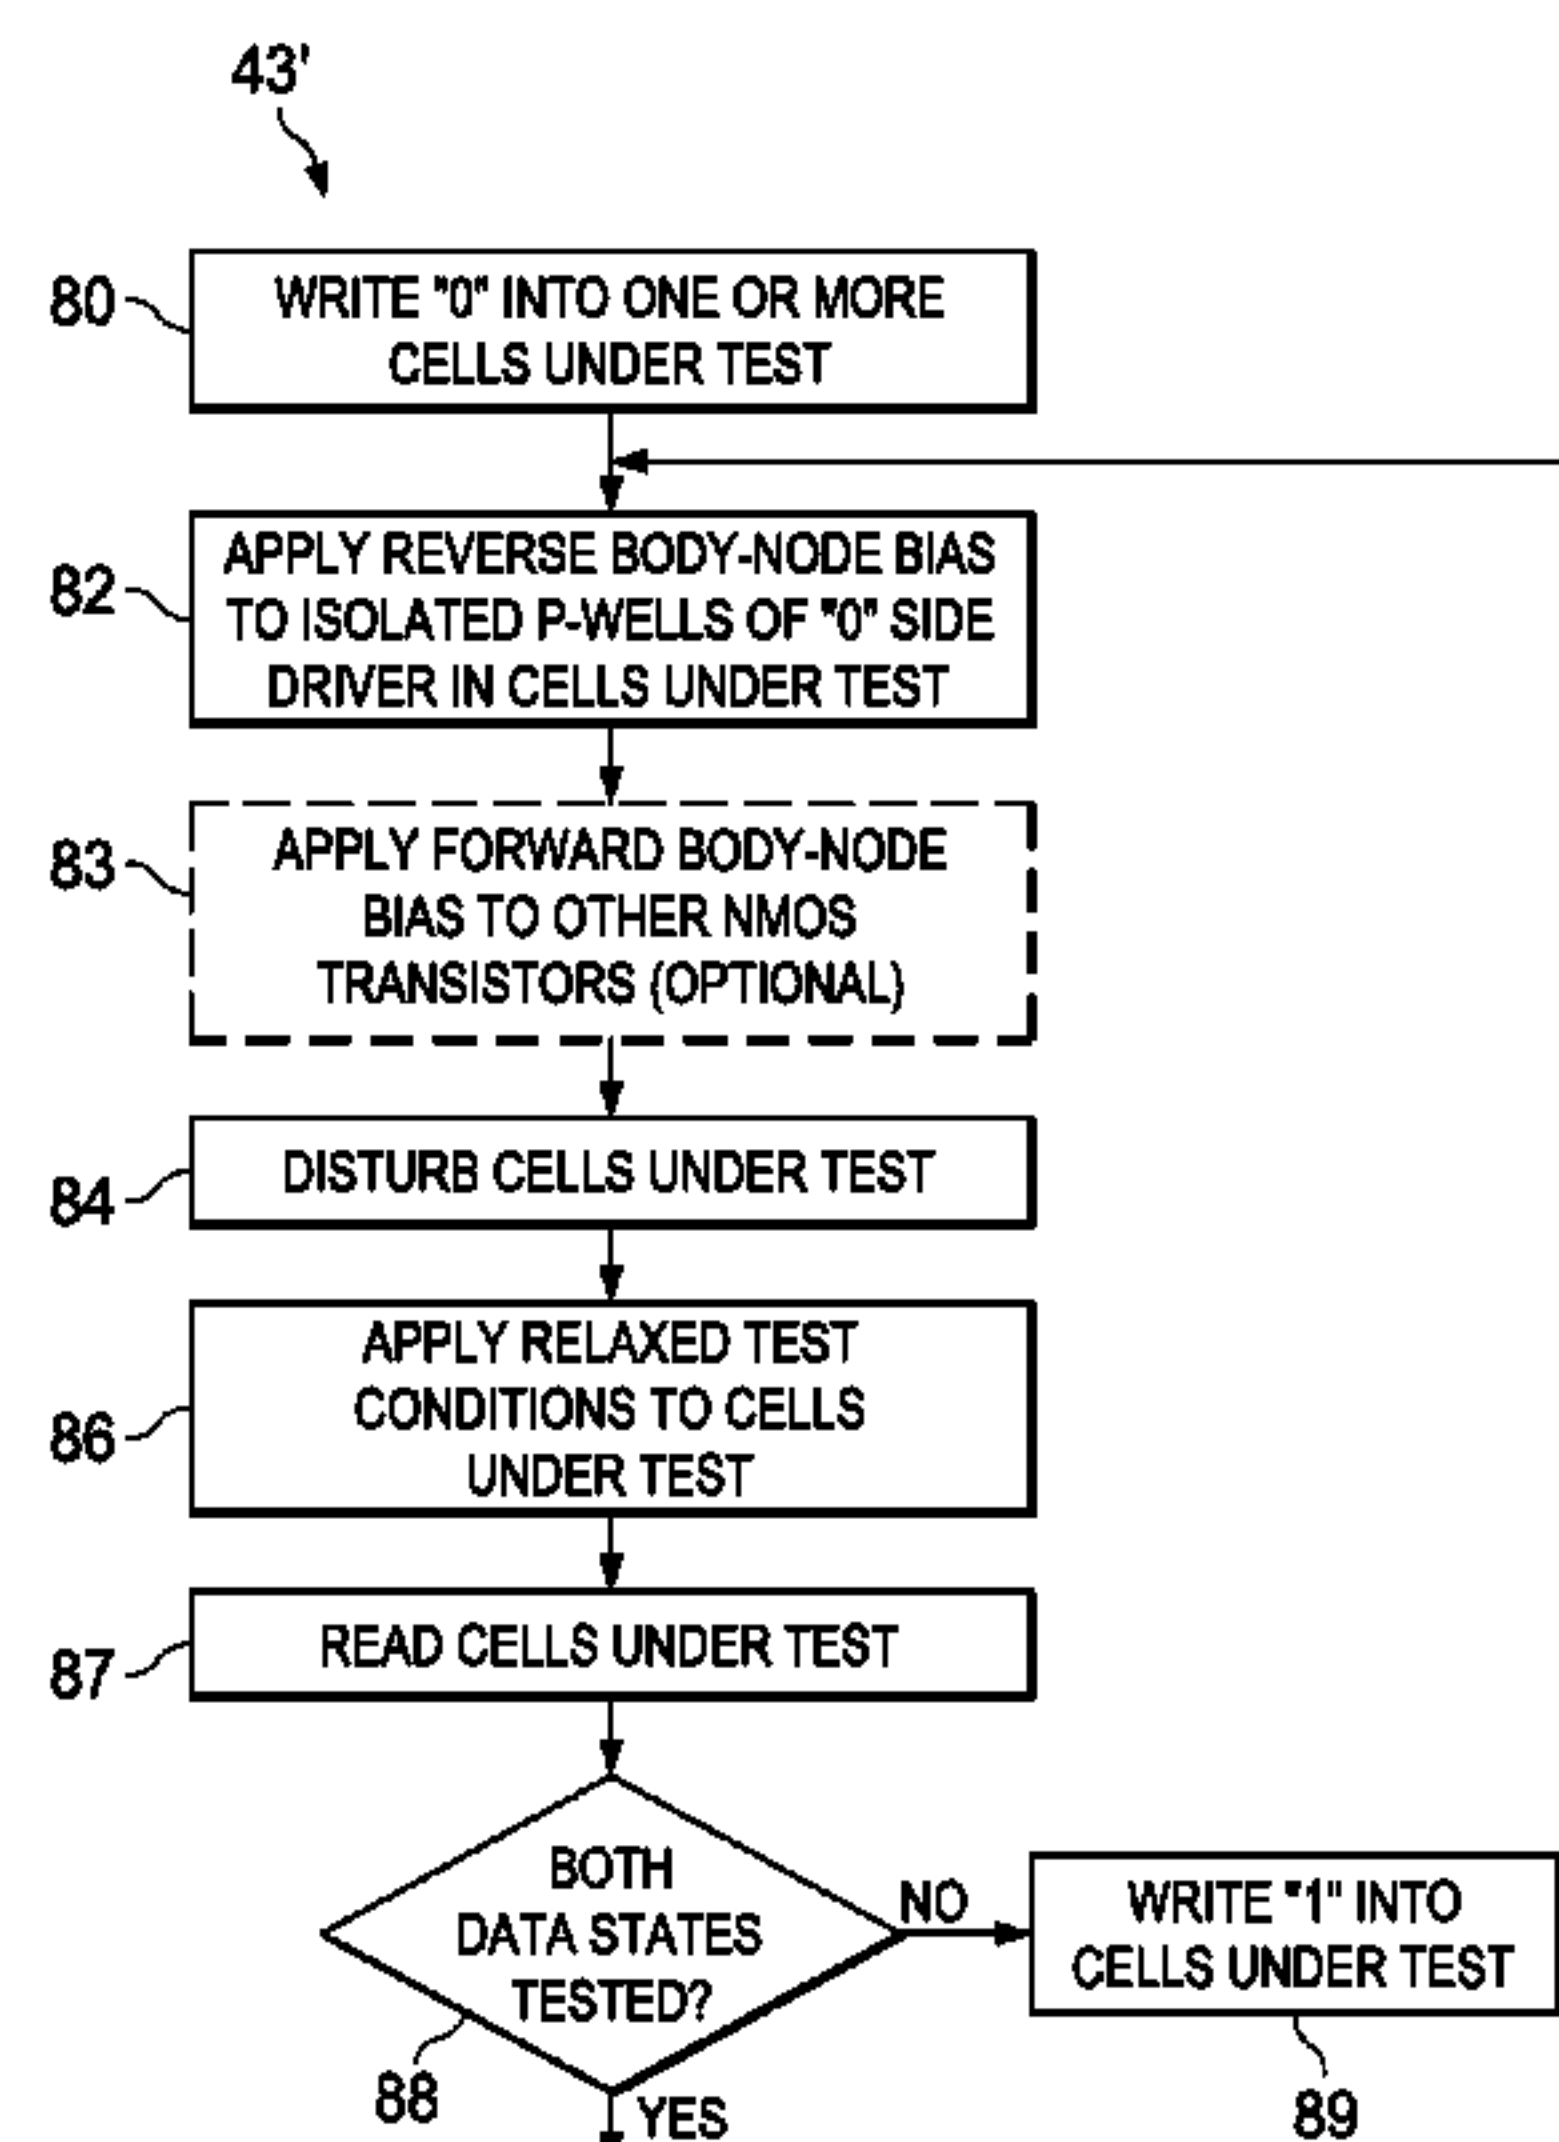 43'
80
WRITE "0" INTO ONE OR MORE
CELLS UNDER TEST
82
APPLY REVERSE BODY-NODE BIAS
TO ISOLATED P-WELLS OF "0" SIDE
DRIVER IN CELLS UNDER TEST
83
APPLY FORWARD BODY-NODE
BIAS TO OTHER NMOS
TRANSISTORS (OPTIONAL)
84
DISTURB CELLS UNDER TEST
86
APPLY RELAXED TEST
CONDITIONS TO CELLS
UNDER TEST
87
READ CELLS UNDER TEST
BOTH
DATA STATES
TESTED?
88
NO
WRITE "1" INTO
CELLS UNDER TEST
89
YES